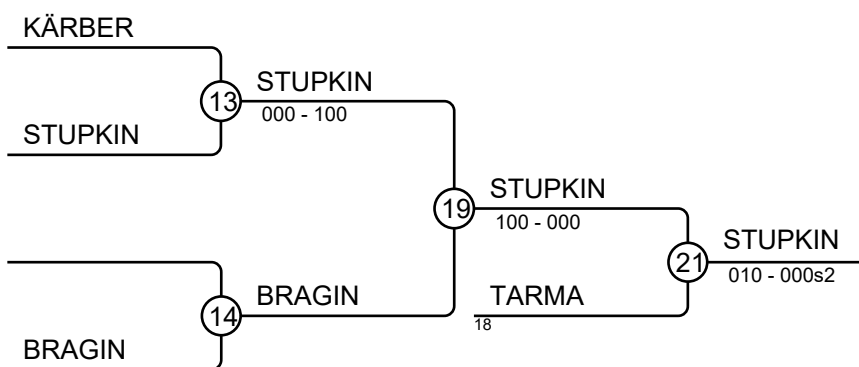 KÄRBER
STUPKIN
13
000 - 100
STUPKIN
STUPKIN
19
100 - 000
STUPKIN
21
010 - 000s2
BRAGIN
14
TARMA
18
BRAGIN